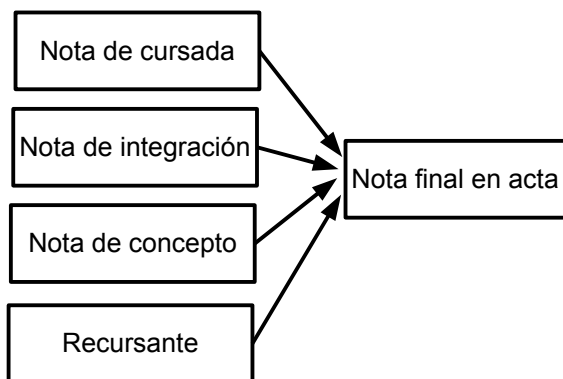 Nota de cursada
Nota de integración
Nota final en acta
Nota de concepto
Recursante